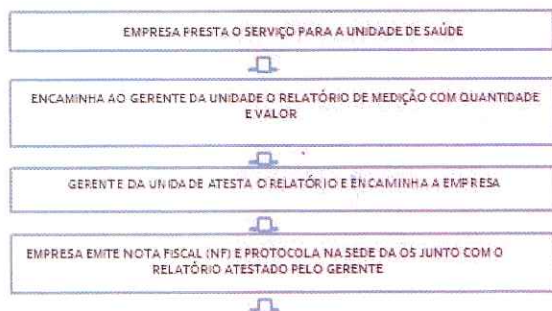 EMPRESA PRESTA O SERVIÇO PARA A UNIDADE DE SAÚDE
ENCAMINHA AO GERENTE DA UNIDADE O RELATÓRIO DE MEDIÇÃO COM QUANTIDADE
E VALOR
GERENTE DA UNIDADE ATESTA O RELATÓRIO E ENCAMINHA A EMPRESA
EMPRESA EMITE NOTA FISCAL (NF) E PROTOCOLA NA SEDE DA OS JUNTO COM O
RELATÓRIO ATESTADO PELO GERENTE